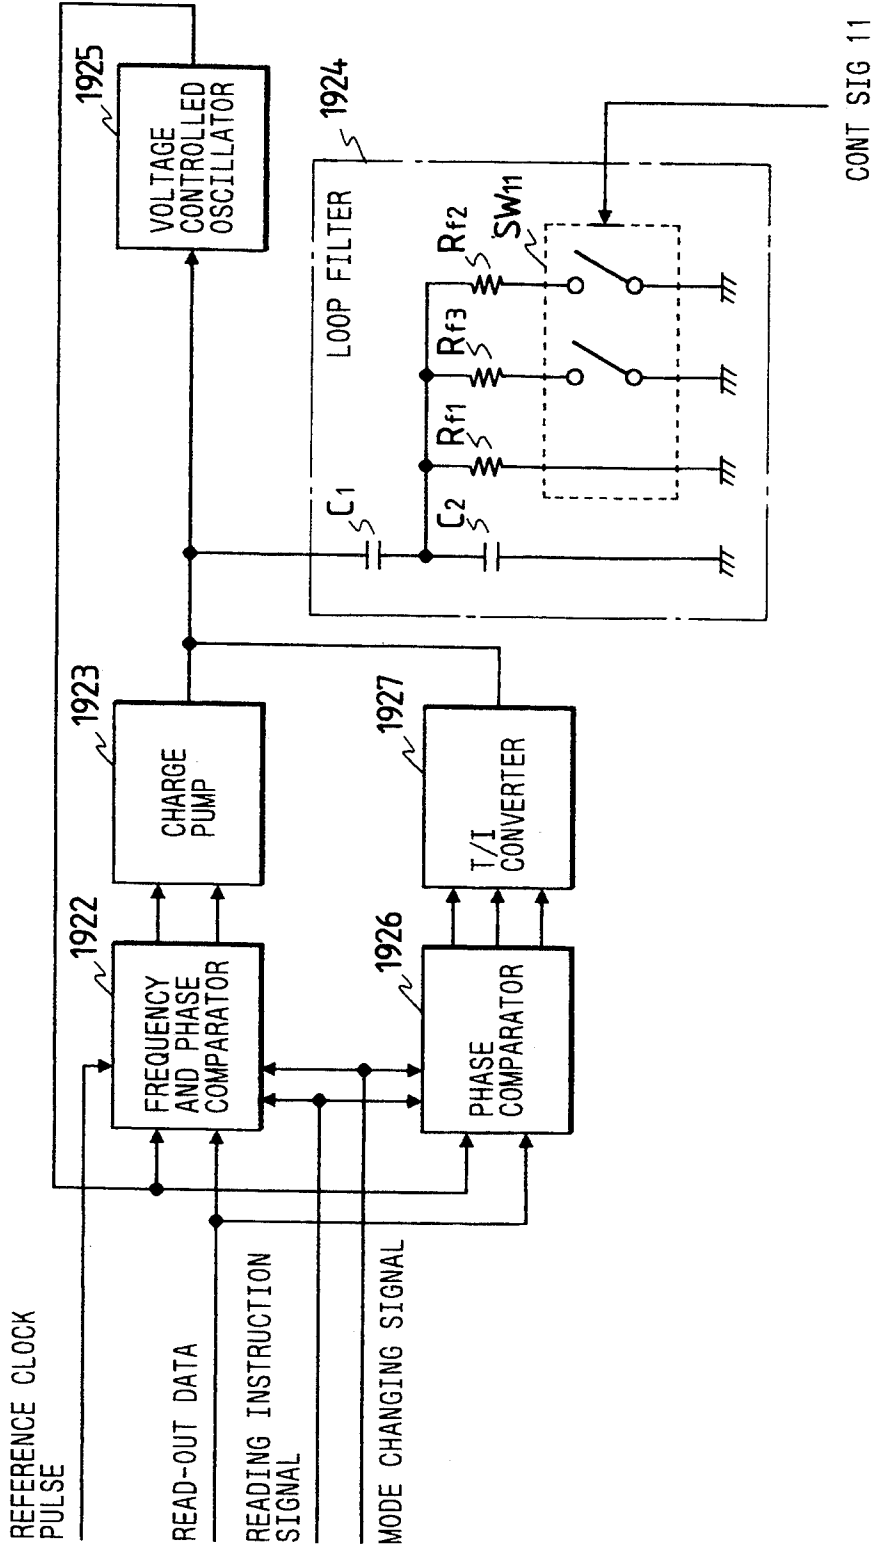 REFERENCE CLOCK
PULSE
READ-OUT DATA
READING INSTRUCTION
SIGNAL
MODE CHANGING SIGNAL
1922
FREQUENCY
AND PHASE
COMPARATOR
1923
CHARGE
PUMP
1925
VOLTAGE
CONTROLLED
OSCILLATOR
1926
PHASE
COMPARATOR
1927
T/I
CONVERTER
1924
LOOP FILTER
C1
C2
Rf1
Rf3
Rf2
SW11
CONT SIG 11